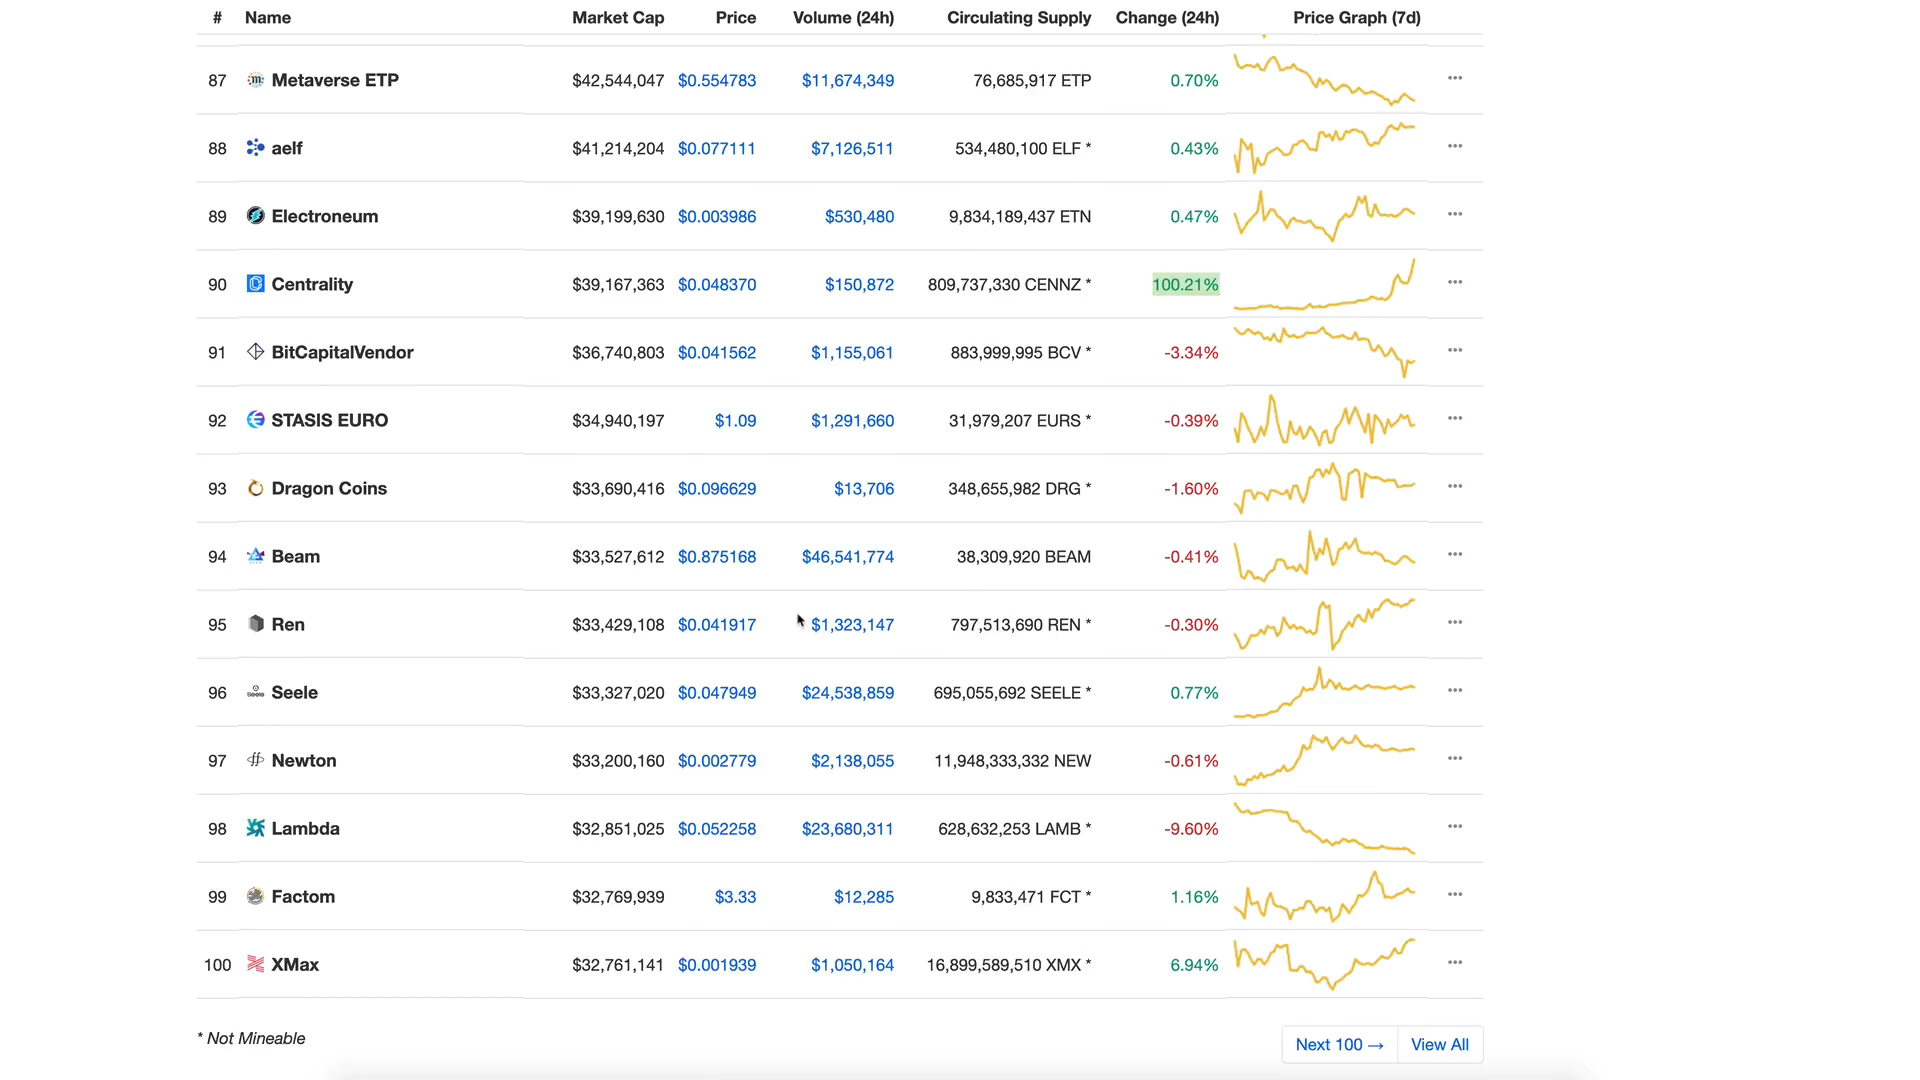 # Name Market Cap Price Volume (24h) Circulating Supply Change (24h) Price Graph (7d)
87 Metaverse ETP $42,544,047 $0.554783 $11,674,349 76,685,917 ETP 0.70% •••
88 aelf $41,214,204 $0.077111 $7,126,511 534,480,100 ELF * 0.43% •••
89 Electroneum $39,199,630 $0.003986 $530,480 9,834,189,437 ETN 0.47% •••
90 Centrality $39,167,363 $0.048370 $150,872 809,737,330 CENNZ * 100.21% •••
91 BitCapitalVendor $36,740,803 $0.041562 $1,155,061 883,999,995 BCV * -3.34% •••
92 STASIS EURO $34,940,197 $1.09 $1,291,660 31,979,207 EURS * -0.39% •••
93 Dragon Coins $33,690,416 $0.096629 $13,706 348,655,982 DRG * -1.60% •••
94 Beam $33,527,612 $0.875168 $46,541,774 38,309,920 BEAM -0.41% •••
95 Ren $33,429,108 $0.041917 $1,323,147 797,513,690 REN * -0.30% •••
96 Seele $33,327,020 $0.047949 $24,538,859 695,055,692 SEELE * 0.77% •••
97 Newton $33,200,160 $0.002779 $2,138,055 11,948,333,332 NEW -0.61% •••
98 Lambda $32,851,025 $0.052258 $23,680,311 628,632,253 LAMB * -9.60% •••
99 Factom $32,769,939 $3.33 $12,285 9,833,471 FCT * 1.16% •••
100 XMax $32,761,141 $0.001939 $1,050,164 16,899,589,510 XMX * 6.94% •••
* Not Mineable
Next 100 → View All